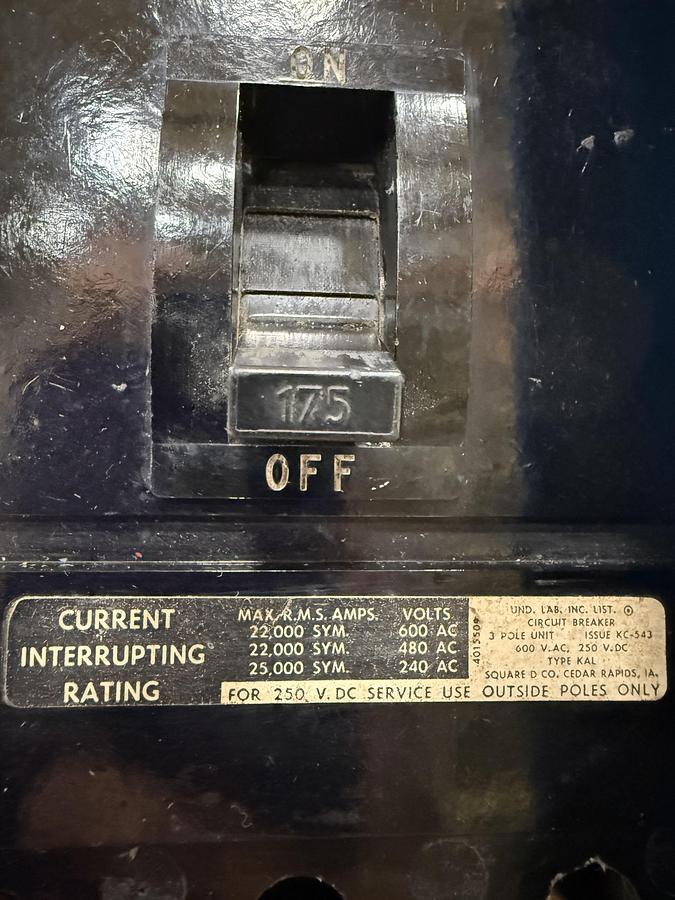 ON
175
OFF
CURRENT
INTERRUPTING
RATING
MAX. R.M.S. AMPS. VOLTS
22,000 SYM. 600 AC
22,000 SYM. 480 AC
25,000 SYM. 240 AC
FOR 250 V. DC SERVICE USE OUTSIDE POLES ONLY
4015509
UND. LAB. INC. LIST.
CIRCUIT BREAKER
3 POLE UNIT ISSUE KC-543
600 V.AC, 250 V.DC
TYPE KAL
SQUARE D CO. CEDAR RAPIDS, IA.